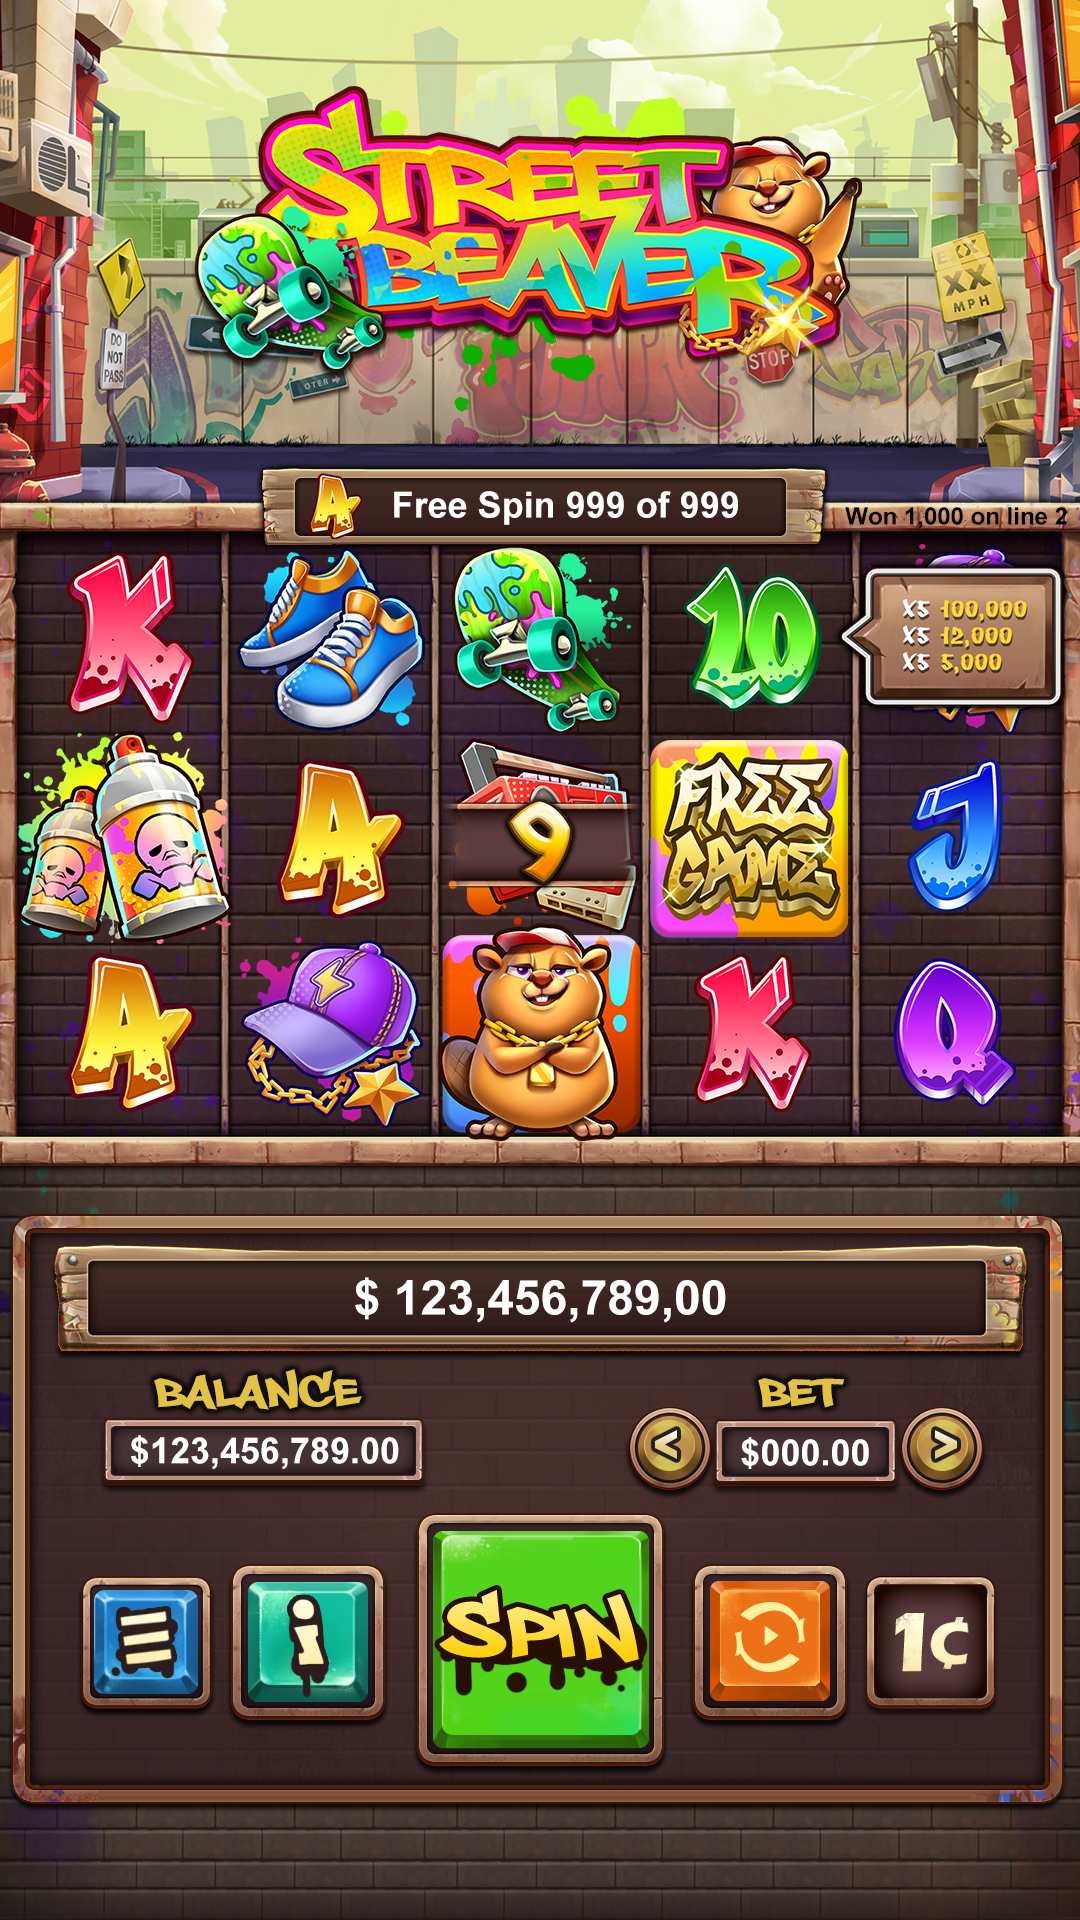 STREET
BEAVER
EXX
XX
MPH
DO
NOT
PASS
STOP
A Free Spin 999 of 999
Won 1,000 on line 2
K
10
X5 100,000
X5 12,000
X5 5,000
A
9
FREE
GAME
J
A
K
Q
$ 123,456,789,00
BALANCE
BET
$123,456,789.00
<
$000.00
>
i
SPIN
1¢